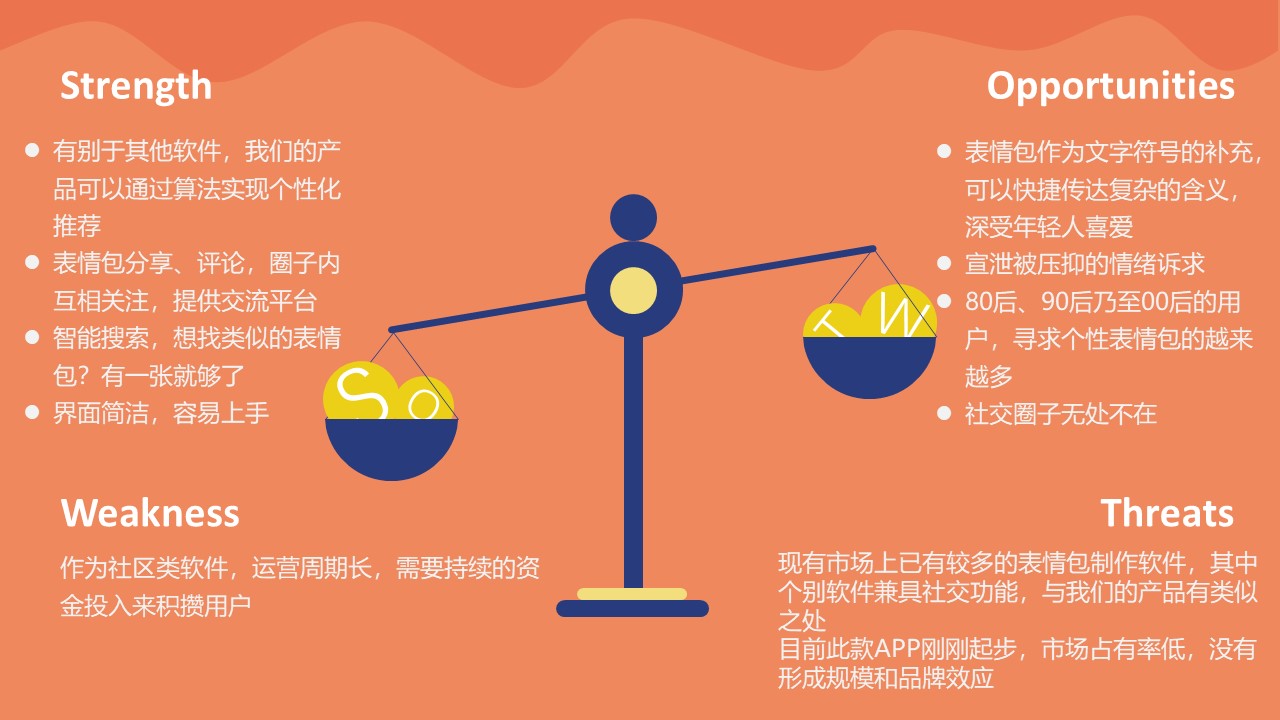 Strength
有别于其他软件，我们的产
品可以通过算法实现个性化
推荐
表情包分享、评论，圈子内
互相关注，提供交流平台
智能搜索，想找类似的表情
包？有一张就够了
界面简洁，容易上手
Opportunities
表情包作为文字符号的补充，
可以快捷传达复杂的含义，
深受年轻人喜爱
宣泄被压抑的情绪诉求
80后、90后乃至00后的用
户，寻求个性表情包的越来
越多
社交圈子无处不在
S O
T W
Weakness
作为社区类软件，运营周期长，需要持续的资
金投入来积攒用户
Threats
现有市场上已有较多的表情包制作软件，其中
个别软件兼具社交功能，与我们的产品有类似
之处
目前此款APP刚刚起步，市场占有率低，没有
形成规模和品牌效应